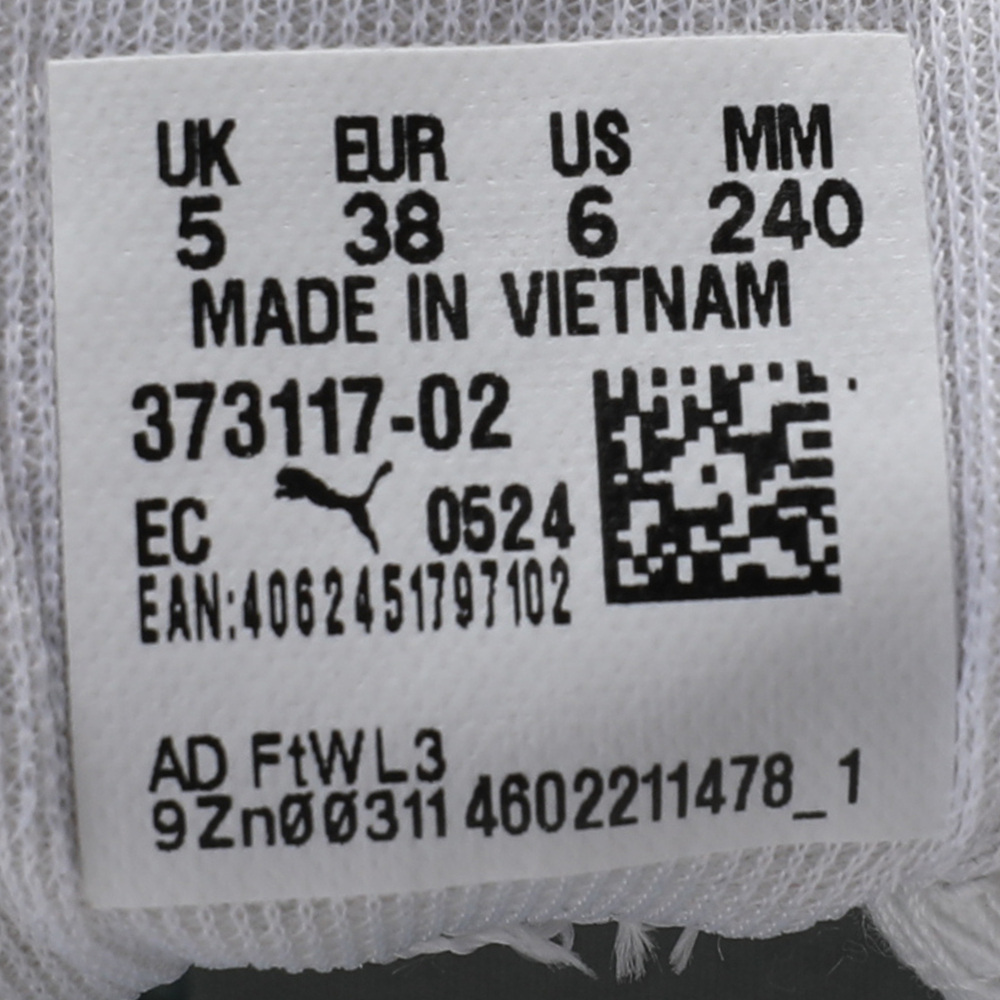 UK EUR US MM
5 38 6 240
MADE IN VIETNAM
373117-02
EC 0524
EAN:4062451797102
AD FtWL3
9Zn00311 4602211478_1